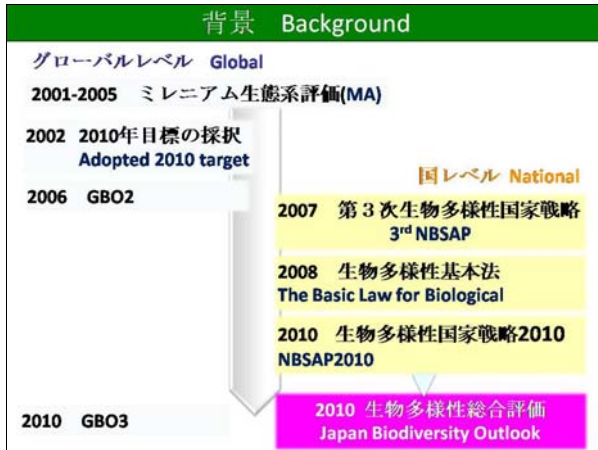 背景 Background
グローバルレベル Global
2001-2005 ミレニアム生態系評価(MA)
2002 2010年目標の採択
Adopted 2010 target
2006 GBO2
国レベル National
2007 第３次生物多様性国家戦略
3rd NBSAP
2008 生物多様性基本法
The Basic Law for Biological
2010 生物多様性国家戦略2010
NBSAP2010
2010 生物多様性総合評価
Japan Biodiversity Outlook
2010 GBO3